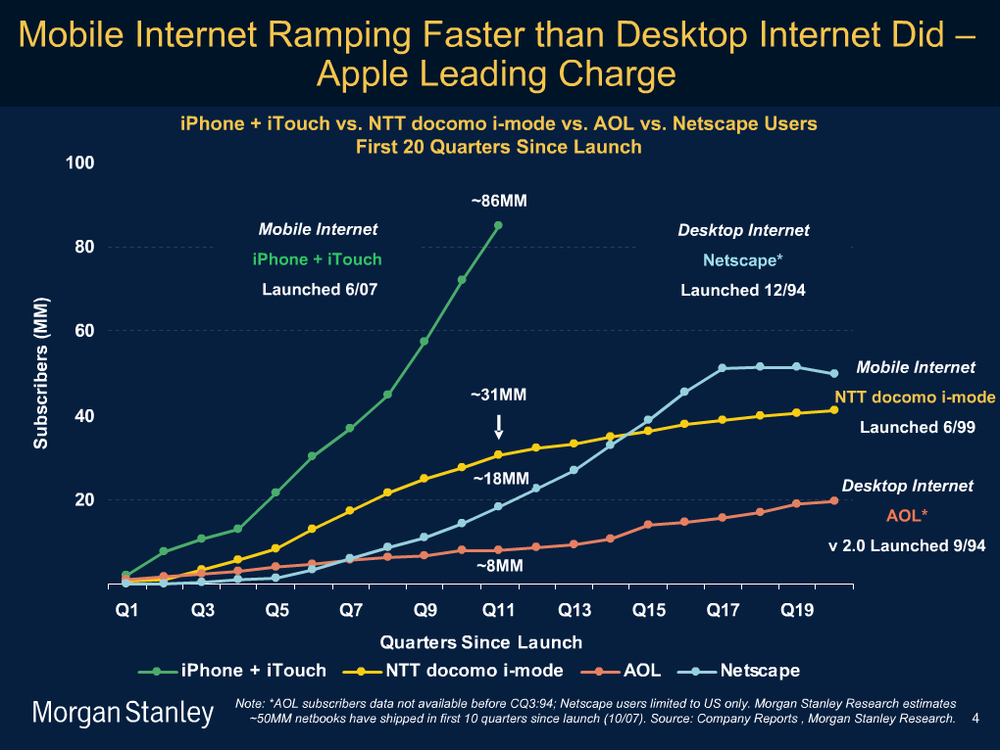 Mobile Internet Ramping Faster than Desktop Internet Did –
Apple Leading Charge
iPhone + iTouch vs. NTT docomo i-mode vs. AOL vs. Netscape Users
First 20 Quarters Since Launch
100
80
60
40
20
Subscribers (MM)
~86MM
Mobile Internet
iPhone + iTouch
Launched 6/07
Desktop Internet
Netscape*
Launched 12/94
~31MM
~18MM
~8MM
Mobile Internet
NTT docomo i-mode
Launched 6/99
Desktop Internet
AOL*
v 2.0 Launched 9/94
Q1 Q3 Q5 Q7 Q9 Q11 Q13 Q15 Q17 Q19
Quarters Since Launch
iPhone + iTouch NTT docomo i-mode AOL Netscape
Morgan Stanley
Note: *AOL subscribers data not available before CQ3:94; Netscape users limited to US only. Morgan Stanley Research estimates
~50MM netbooks have shipped in first 10 quarters since launch (10/07). Source: Company Reports , Morgan Stanley Research.
4